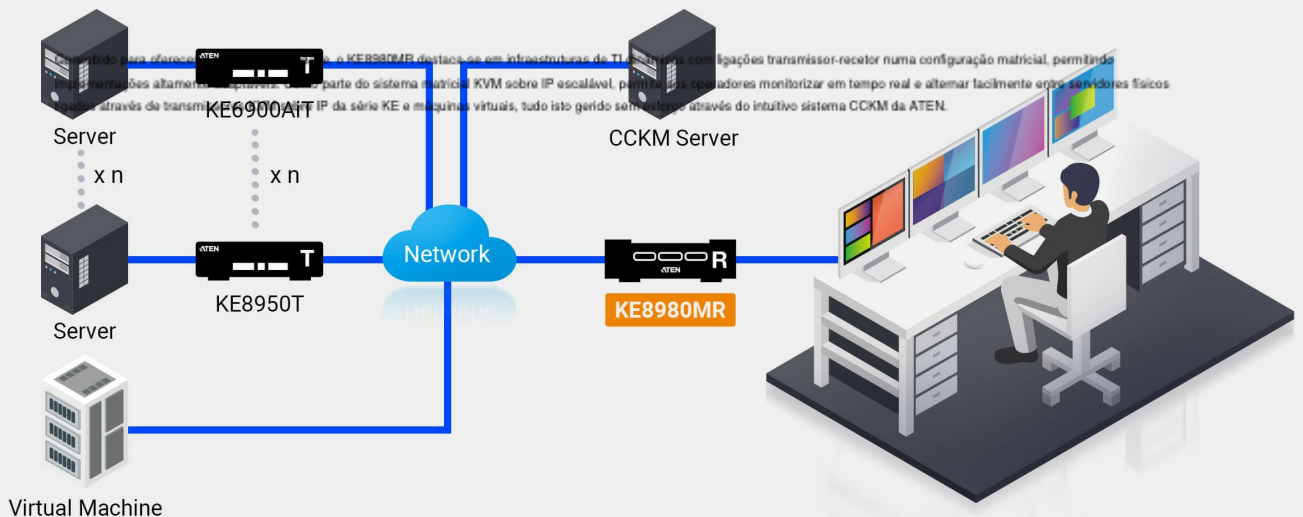 ATEN
T
para oferecer
o KE8980MR destaca-se em infraestruturas de TI dinâmicas com ligações transmissor-recetor numa configuração matricial, permitindo
implementações altamente
parte do sistema matricial KVM sobre IP escalável, permite aos operadores monitorizar em tempo real e alternar facilmente entre servidores físicos
ligados através de
IP da série KE e máquinas virtuais, tudo isto gerido sem esforço através do intuitivo sistema CCKM da ATEN.
KE6900AiT
Server
CCKM Server
x n
x n
ATEN
T
Network
ATEN
R
KE8950T
KE8980MR
Server
Virtual Machine